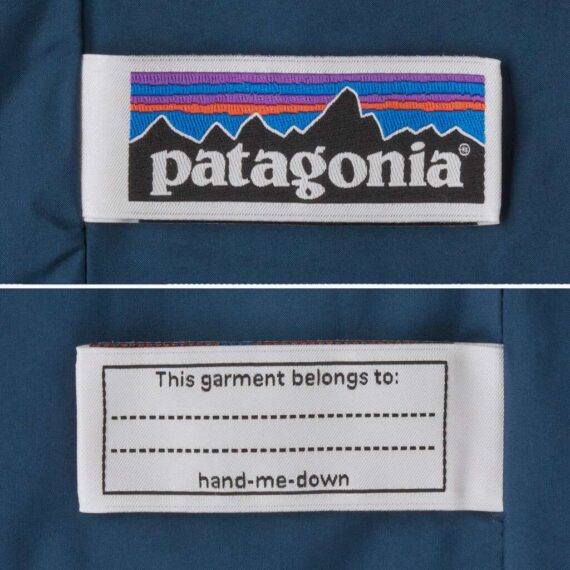 patagonia®
This garment belongs to:
hand-me-down